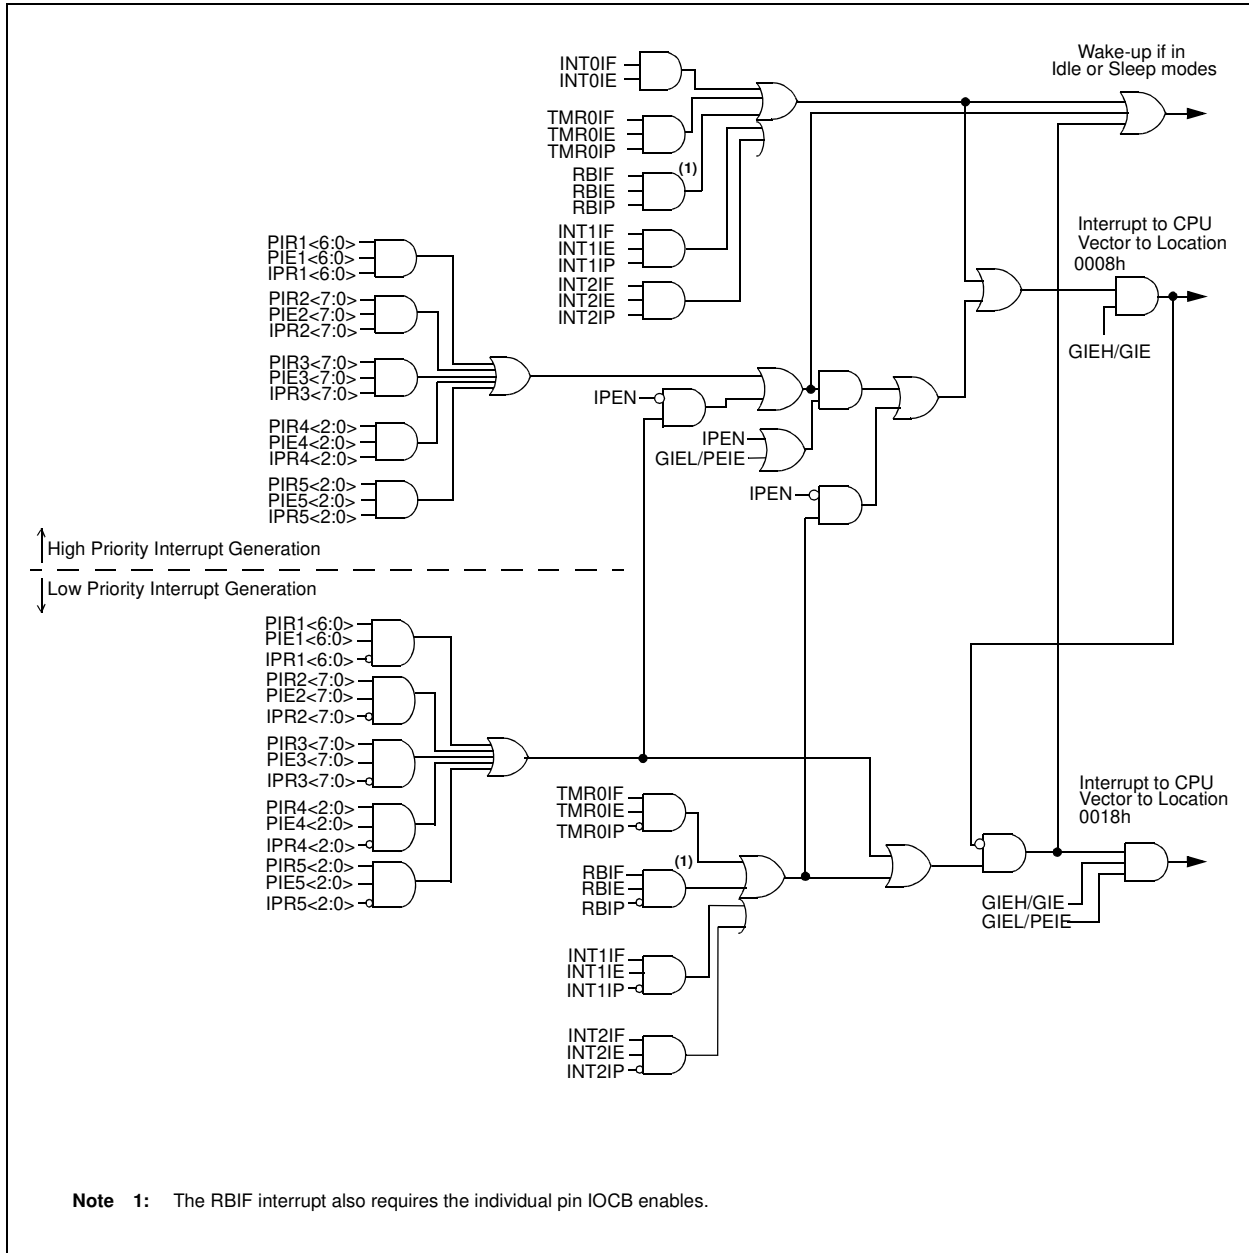 Wake-up if in
Idle or Sleep modes
INT0IF
INT0IE
TMR0IF
TMR0IE
TMR0IP
(1)
RBIF
RBIE
RBIP
INT1IF
INT1IE
INT1IP
INT2IF
INT2IE
INT2IP
Interrupt to CPU
Vector to Location
0008h
GIEH/GIE
PIR1<6:0>
PIE1<6:0>
IPR1<6:0>
PIR2<7:0>
PIE2<7:0>
IPR2<7:0>
PIR3<7:0>
PIE3<7:0>
IPR3<7:0>
PIR4<2:0>
PIE4<2:0>
IPR4<2:0>
PIR5<2:0>
PIE5<2:0>
IPR5<2:0>
IPEN
IPEN
GIEL/PEIE
IPEN
High Priority Interrupt Generation
Low Priority Interrupt Generation
PIR1<6:0>
PIE1<6:0>
IPR1<6:0>
PIR2<7:0>
PIE2<7:0>
IPR2<7:0>
PIR3<7:0>
PIE3<7:0>
IPR3<7:0>
PIR4<2:0>
PIE4<2:0>
IPR4<2:0>
PIR5<2:0>
PIE5<2:0>
IPR5<2:0>
TMR0IF
TMR0IE
TMR0IP
(1)
RBIF
RBIE
RBIP
INT1IF
INT1IE
INT1IP
INT2IF
INT2IE
INT2IP
Interrupt to CPU
Vector to Location
0018h
GIEH/GIE
GIEL/PEIE
Note 1: The RBIF interrupt also requires the individual pin IOCB enables.